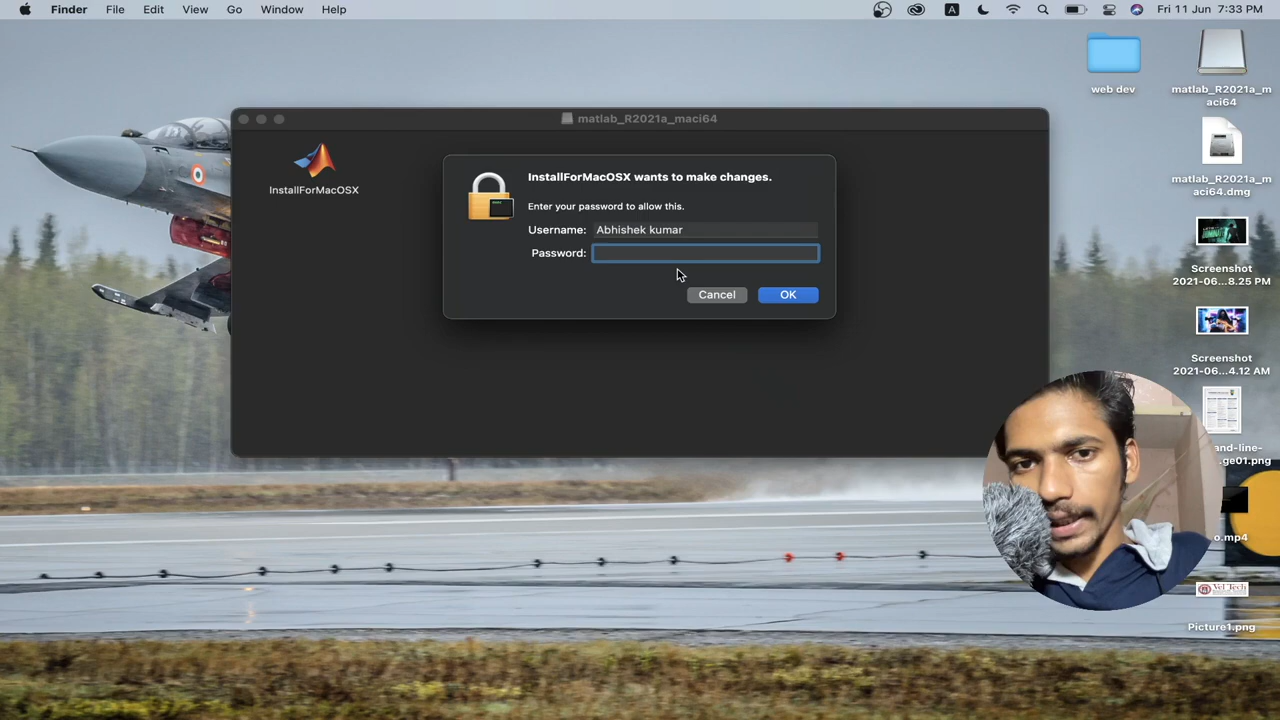 Finder File Edit View Go Window Help
A
Fri 11 Jun 7:33 PM
web dev
matlab_R2021a_m
aci64
matlab_R2021a_maci64
InstallForMacOSX
InstallForMacOSX wants to make changes.
Enter your password to allow this.
Username: Abhishek kumar
Password:
Cancel
OK
matlab_R2021a_m
aci64.dmg
Screenshot
2021-06...8.25 PM
Screenshot
2021-06...4.12 AM
and-line-
.ge01.png
o.mp4
Vel Tech
Picture1.png